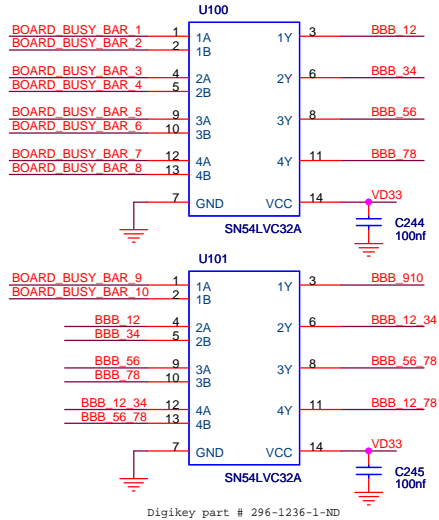 U100
BOARD_BUSY_BAR_1 1 1A 1Y 3 BBB_12
BOARD_BUSY_BAR_2 2 1B
BOARD_BUSY_BAR_3 4 2A 2Y 6 BBB_34
BOARD_BUSY_BAR_4 5 2B
BOARD_BUSY_BAR_5 9 3A 3Y 8 BBB_56
BOARD_BUSY_BAR_6 10 3B
BOARD_BUSY_BAR_7 12 4A 4Y 11 BBB_78
BOARD_BUSY_BAR_8 13 4B
7 GND VCC 14 VD33
SN54LVC32A
C244
100nf
U101
BOARD_BUSY_BAR_9 1 1A 1Y 3 BBB_910
BOARD_BUSY_BAR_10 2 1B
BBB_12 4 2A 2Y 6 BBB_12_34
BBB_34 5 2B
BBB_56 9 3A 3Y 8 BBB_56_78
BBB_78 10 3B
BBB_12_34 12 4A 4Y 11 BBB_12_78
BBB_56_78 13 4B
7 GND VCC 14 VD33
SN54LVC32A
C245
100nf
Digikey part # 296-1236-1-ND